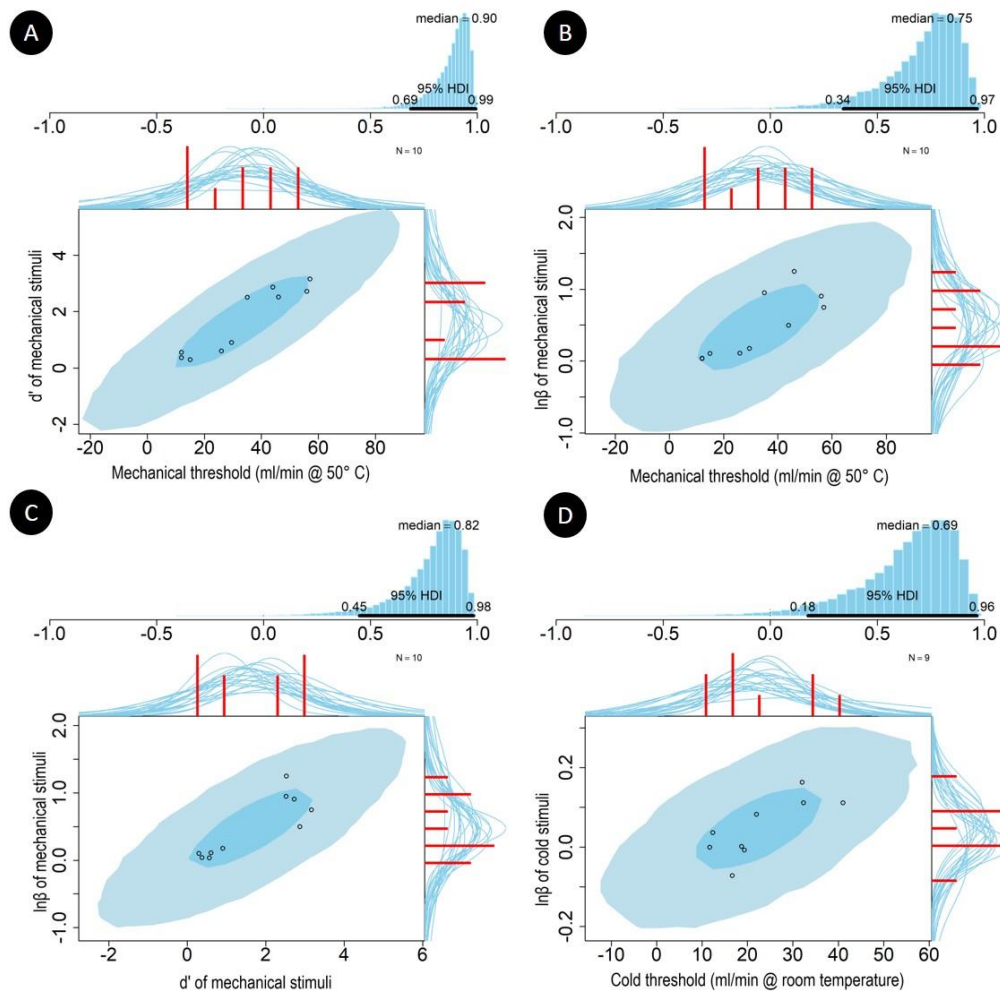 A
median = 0.90
95% HDI
0.69 0.99
-1.0 -0.5 0.0 0.5 1.0
N = 10
d' of mechanical stimuli
4
2
0
-2
-20 0 20 40 60 80
Mechanical threshold (ml/min @ 50° C)
B
median = 0.75
95% HDI
0.34 0.97
-1.0 -0.5 0.0 0.5 1.0
N = 10
lnβ of mechanical stimuli
2.0
1.0
0.0
-1.0
-20 0 20 40 60 80
Mechanical threshold (ml/min @ 50° C)
C
median = 0.82
95% HDI
0.45 0.98
-1.0 -0.5 0.0 0.5 1.0
N = 10
lnβ of mechanical stimuli
2.0
1.0
0.0
-1.0
-2 0 2 4 6
d' of mechanical stimuli
D
median = 0.69
95% HDI
0.18 0.96
-1.0 -0.5 0.0 0.5 1.0
N = 9
lnβ of cold stimuli
0.2
0.0
-0.2
-10 0 10 20 30 40 50 60
Cold threshold (ml/min @ room temperature)